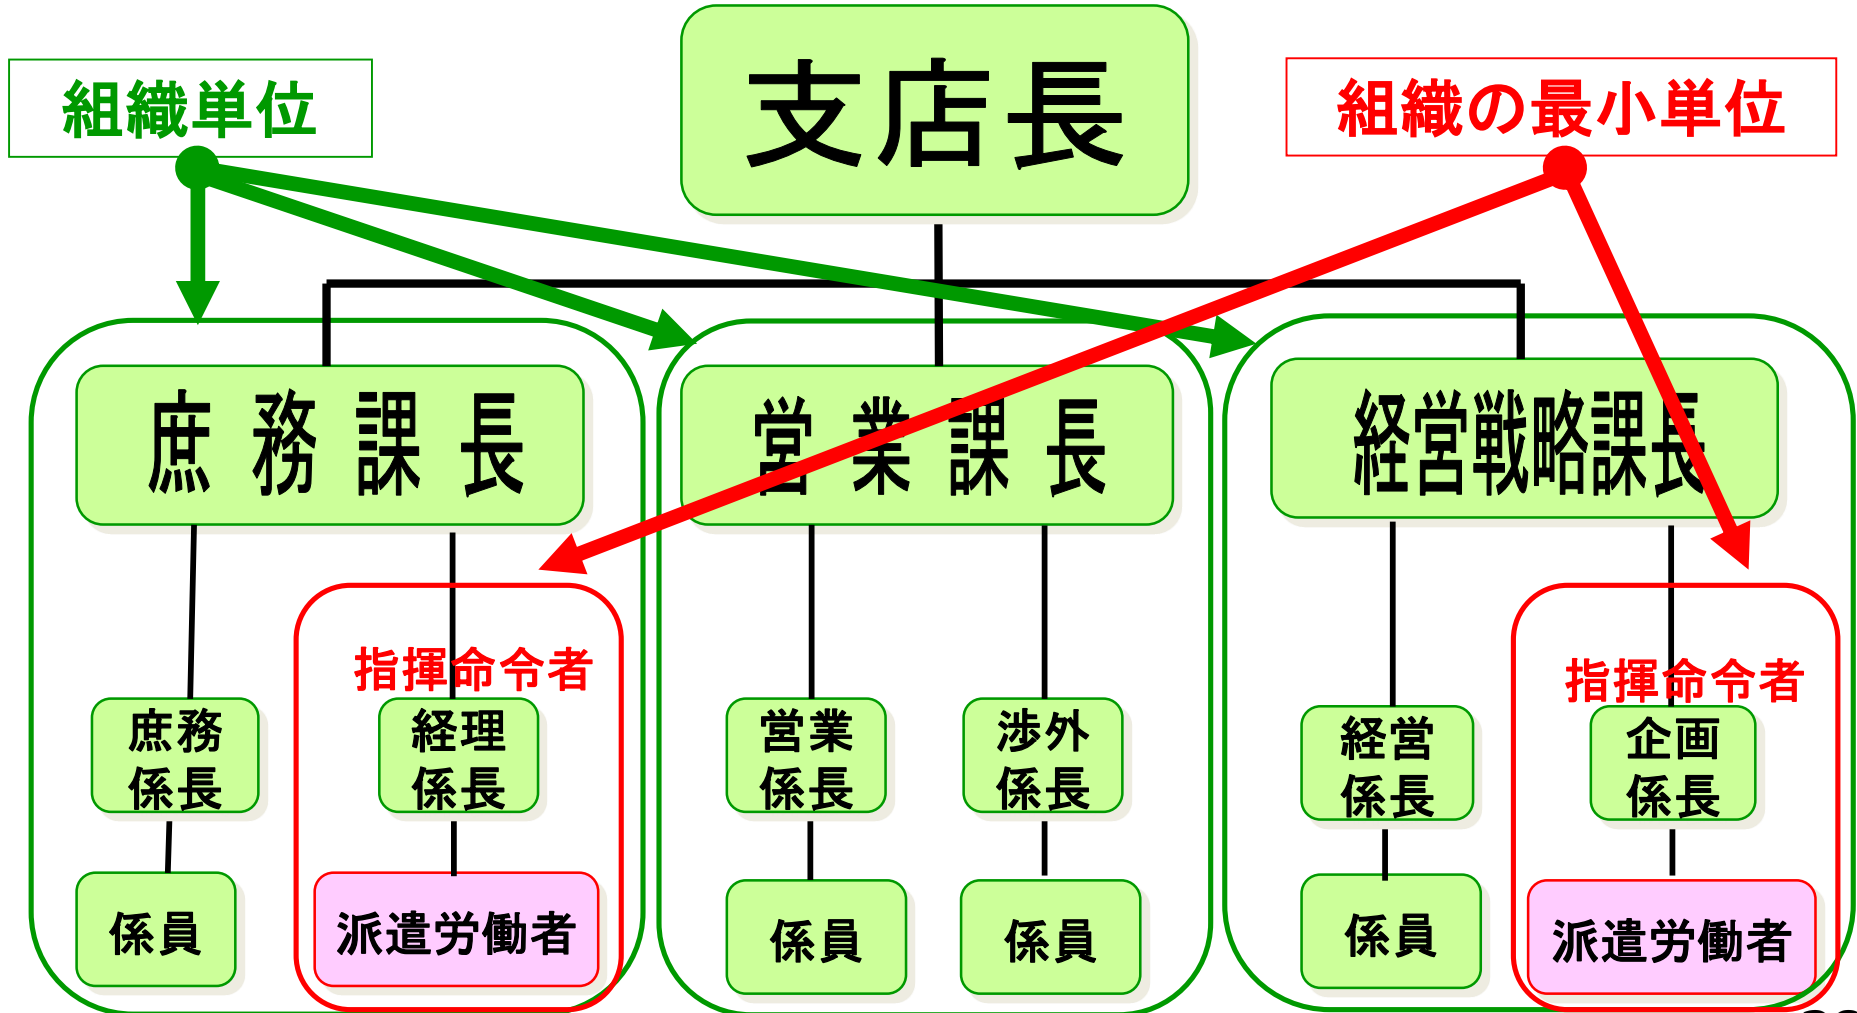 支店長
組織単位
組織の最小単位
庶務課長
営業課長
経営戦略課長
指揮命令者
指揮命令者
庶務
係長
経理
係長
営業
係長
渉外
係長
経営
係長
企画
係長
係員
派遣労働者
係員
係員
係員
派遣労働者